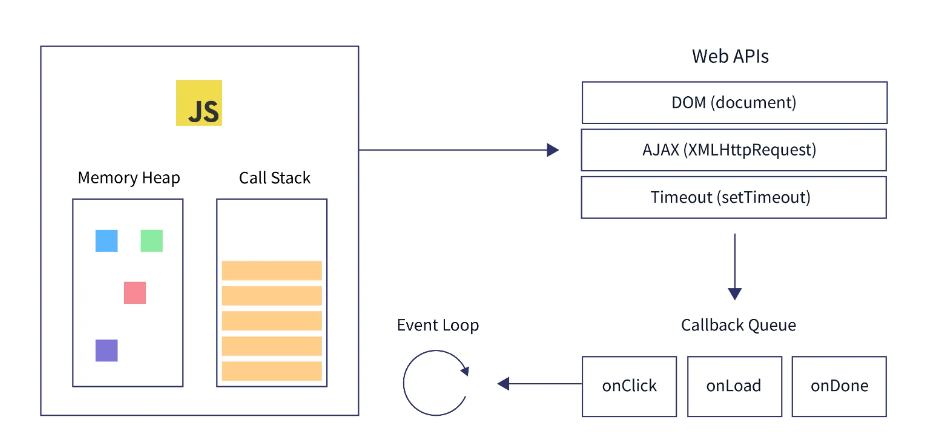 JS
Memory Heap
Call Stack
Web APIs
DOM (document)
AJAX (XMLHttpRequest)
Timeout (setTimeout)
Event Loop
Callback Queue
onClick
onLoad
onDone